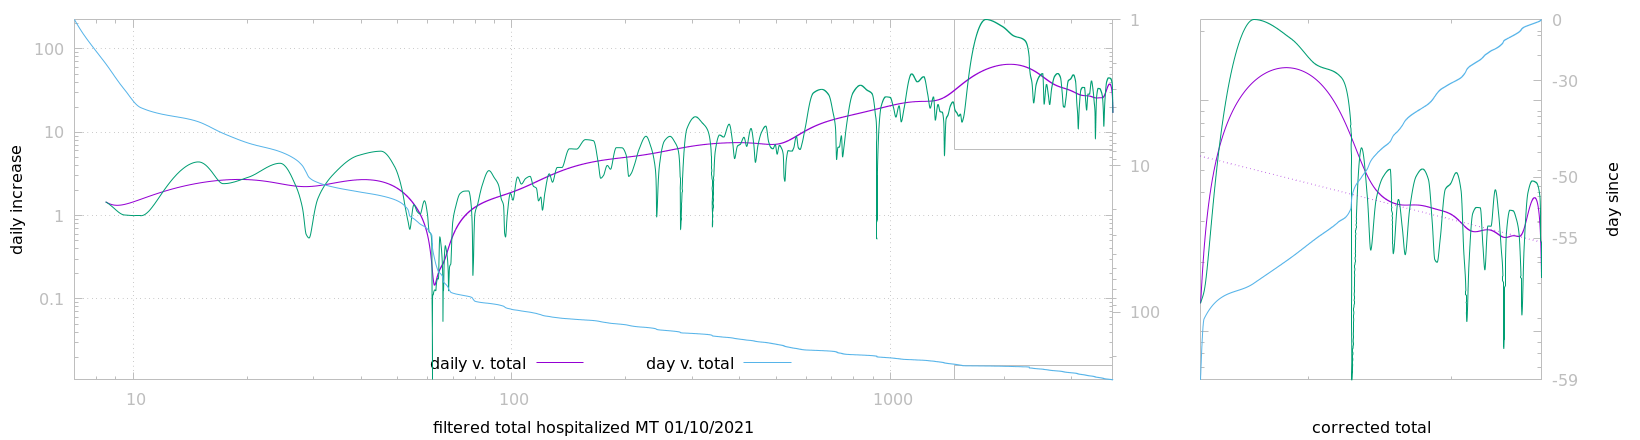 100
10
1
0.1
daily increase
10
100
1000
1
10
100
daily v. total
day v. total
filtered total hospitalized MT 01/10/2021
0
-30
-50
-55
-59
day since
corrected total